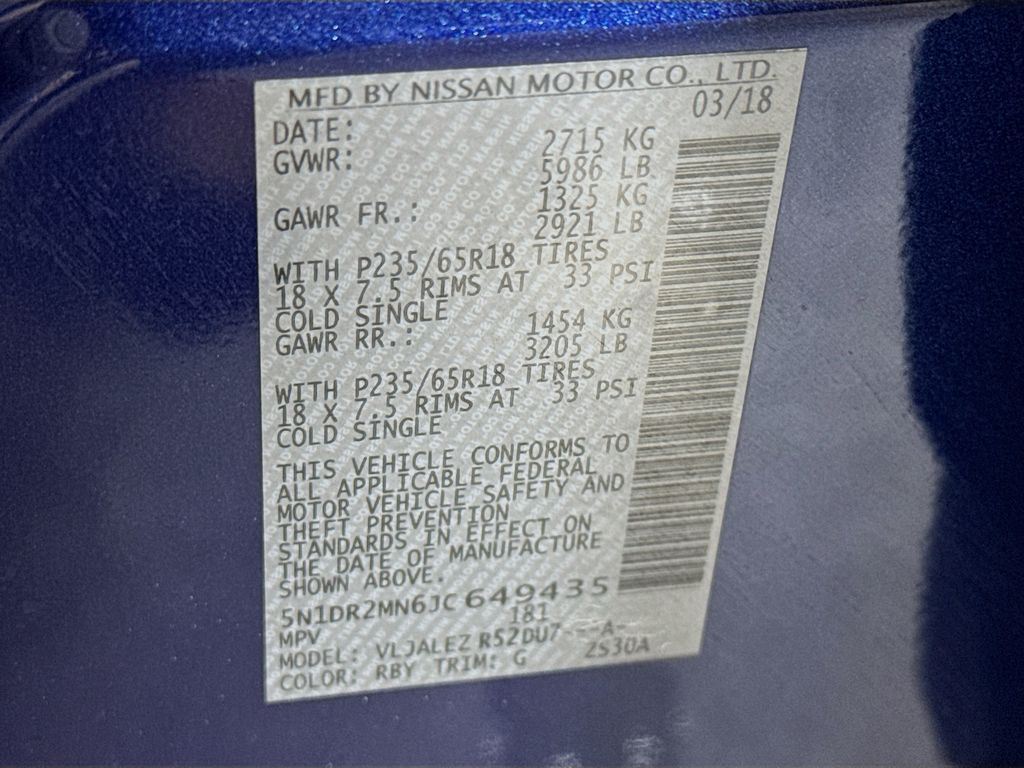 MFD BY NISSAN MOTOR CO., LTD.
DATE: 03/18
GVWR: 2715 KG
5986 LB
GAWR FR.: 1325 KG
2921 LB
WITH P235/65R18 TIRES
18 X 7.5 RIMS AT 33 PSI
COLD SINGLE
GAWR RR.: 1454 KG
3205 LB
WITH P235/65R18 TIRES
18 X 7.5 RIMS AT 33 PSI
COLD SINGLE
THIS VEHICLE CONFORMS TO
ALL APPLICABLE FEDERAL
MOTOR VEHICLE SAFETY AND
THEFT PREVENTION
STANDARDS IN EFFECT ON
THE DATE OF MANUFACTURE
SHOWN ABOVE.
5N1DR2MN6JC649435
MPV 181
MODEL: VLJALEZ R52DU7---A-
COLOR: RBY TRIM: G ZS30A